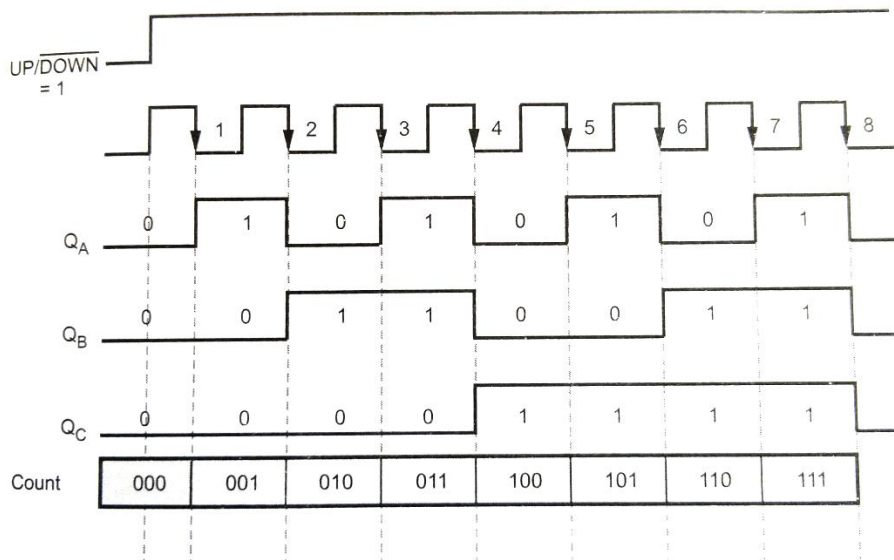 UP/DOWN
= 1
1 2 3 4 5 6 7 8
Q_A 0 1 0 1 0 1 0 1
Q_B 0 0 1 1 0 0 1 1
Q_C 0 0 0 0 1 1 1 1
Count 000 001 010 011 100 101 110 111